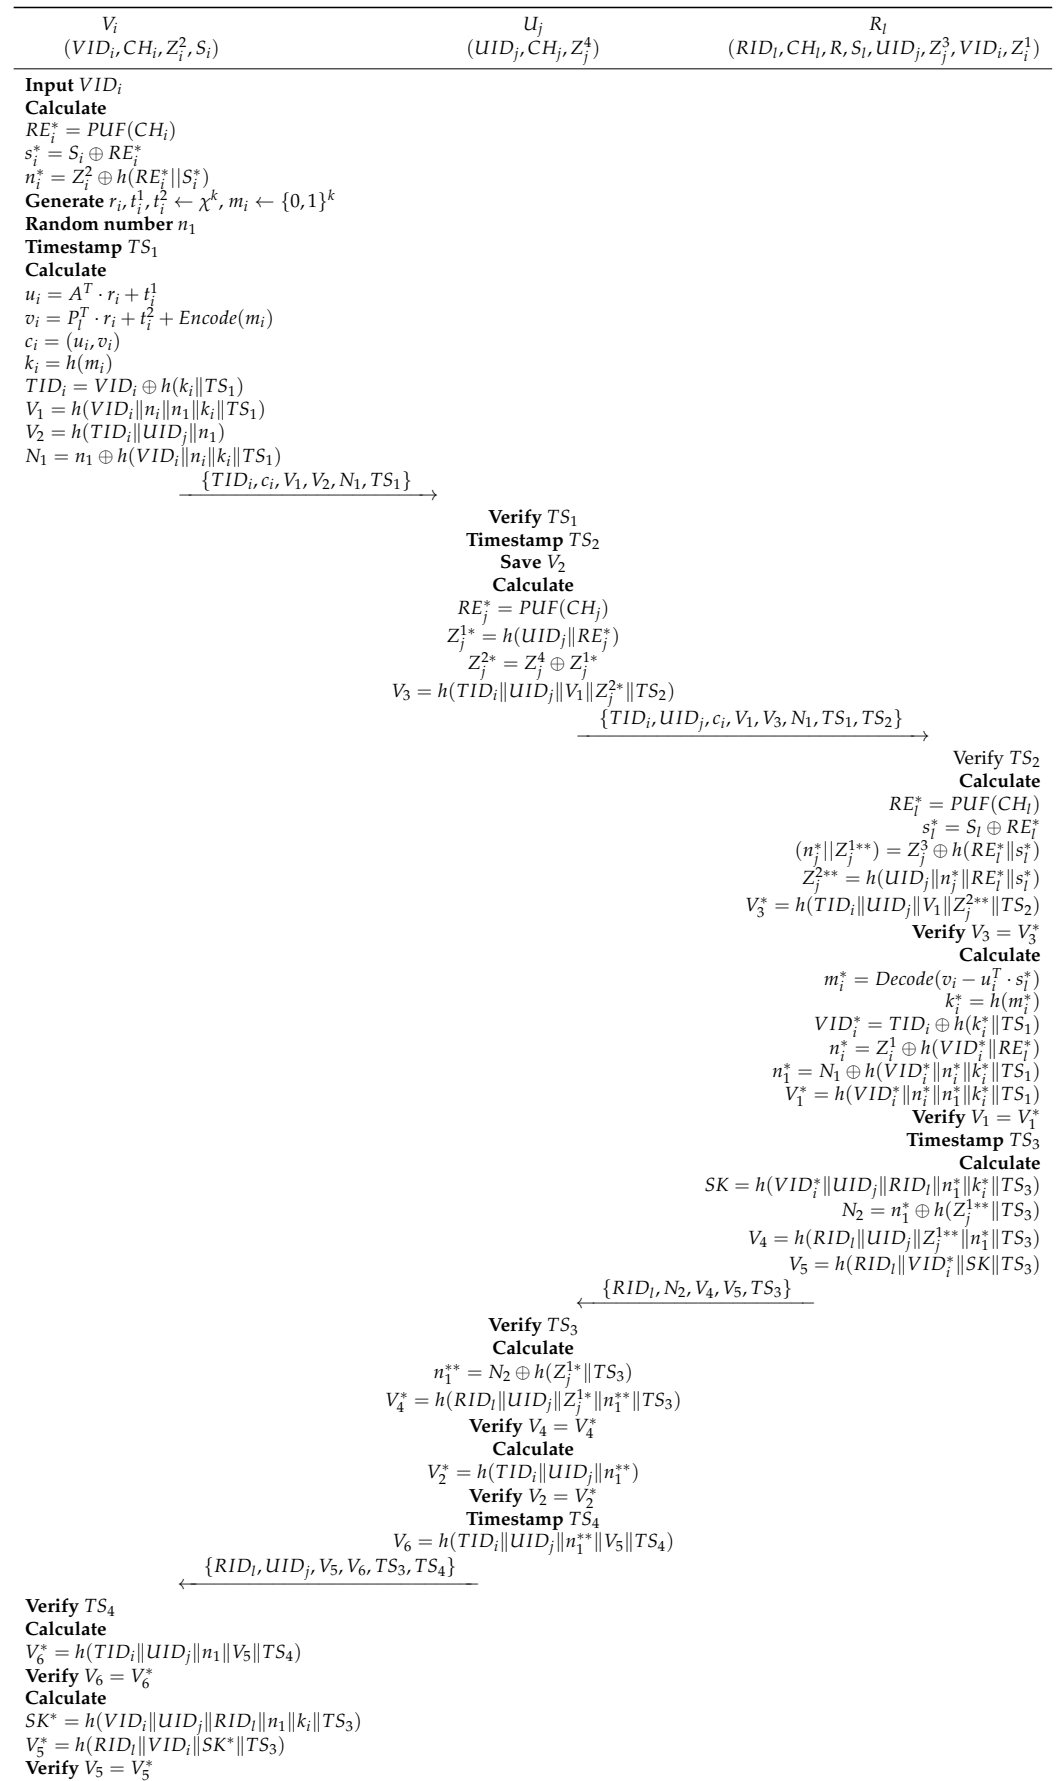 V_i U_j R_l
(VID_i, CH_i, Z_i^2, S_i) (UID_j, CH_j, Z_j^4) (RID_l, CH_l, R, S_l, UID_j, Z_j^3, VID_i, Z_i^1)
Input VID_i
Calculate
RE_i^* = PUF(CH_i)
s_i^* = S_i ⊕ RE_i^*
n_i^* = Z_i^2 ⊕ h(RE_i^*||S_i^*)
Generate r_i, t_i^1, t_i^2 ← χ^k, m_i ← {0,1}^k
Random number n_1
Timestamp TS_1
Calculate
u_i = A^T · r_i + t_i^1
v_i = P_l^T · r_i + t_i^2 + Encode(m_i)
c_i = (u_i, v_i)
k_i = h(m_i)
TID_i = VID_i ⊕ h(k_i‖TS_1)
V_1 = h(VID_i‖n_i‖n_1‖k_i‖TS_1)
V_2 = h(TID_i‖UID_j‖n_1)
N_1 = n_1 ⊕ h(VID_i‖n_i‖k_i‖TS_1)
{TID_i, c_i, V_1, V_2, N_1, TS_1}
Verify TS_1
Timestamp TS_2
Save V_2
Calculate
RE_j^* = PUF(CH_j)
Z_j^{1*} = h(UID_j‖RE_j^*)
Z_j^{2*} = Z_j^4 ⊕ Z_j^{1*}
V_3 = h(TID_i‖UID_j‖V_1‖Z_j^{2*}‖TS_2)
{TID_i, UID_j, c_i, V_1, V_3, N_1, TS_1, TS_2}
Verify TS_2
Calculate
RE_l^* = PUF(CH_l)
s_l^* = S_l ⊕ RE_l^*
(n_j^*||Z_j^{1**}) = Z_j^3 ⊕ h(RE_l^*‖s_l^*)
Z_j^{2**} = h(UID_j‖n_j^*‖RE_l^*‖s_l^*)
V_3^* = h(TID_i‖UID_j‖V_1‖Z_j^{2**}‖TS_2)
Verify V_3 = V_3^*
Calculate
m_i^* = Decode(v_i − u_i^T · s_l^*)
k_i^* = h(m_i^*)
VID_i^* = TID_i ⊕ h(k_i^*‖TS_1)
n_i^* = Z_i^1 ⊕ h(VID_i^*‖RE_l^*)
n_1^* = N_1 ⊕ h(VID_i^*‖n_i^*‖k_i^*‖TS_1)
V_1^* = h(VID_i^*‖n_i^*‖n_1^*‖k_i^*‖TS_1)
Verify V_1 = V_1^*
Timestamp TS_3
Calculate
SK = h(VID_i^*‖UID_j‖RID_l‖n_1^*‖k_i^*‖TS_3)
N_2 = n_1^* ⊕ h(Z_j^{1**}‖TS_3)
V_4 = h(RID_l‖UID_j‖Z_j^{1**}‖n_1^*‖TS_3)
V_5 = h(RID_l‖VID_i^*‖SK‖TS_3)
{RID_l, N_2, V_4, V_5, TS_3}
Verify TS_3
Calculate
n_1^{**} = N_2 ⊕ h(Z_j^{1*}‖TS_3)
V_4^* = h(RID_l‖UID_j‖Z_j^{1*}‖n_1^{**}‖TS_3)
Verify V_4 = V_4^*
Calculate
V_2^* = h(TID_i‖UID_j‖n_1^{**})
Verify V_2 = V_2^*
Timestamp TS_4
V_6 = h(TID_i‖UID_j‖n_1^{**}‖V_5‖TS_4)
{RID_l, UID_j, V_5, V_6, TS_3, TS_4}
Verify TS_4
Calculate
V_6^* = h(TID_i‖UID_j‖n_1‖V_5‖TS_4)
Verify V_6 = V_6^*
Calculate
SK^* = h(VID_i‖UID_j‖RID_l‖n_1‖k_i‖TS_3)
V_5^* = h(RID_l‖VID_i‖SK^*‖TS_3)
Verify V_5 = V_5^*